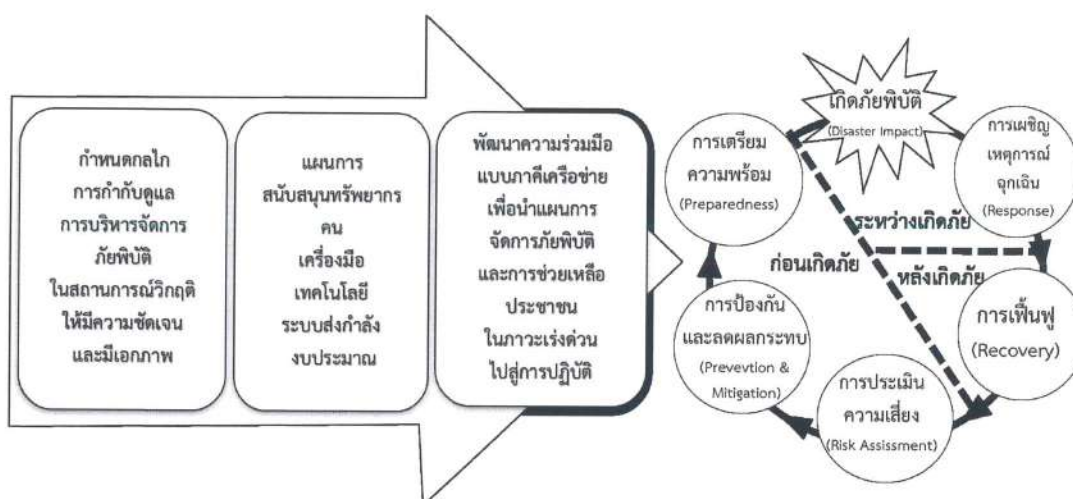 กำหนดกลไก
การกำกับดูแล
การบริหารจัดการ
ภัยพิบัติ
ในสถานการณ์วิกฤติ
ให้มีความชัดเจน
และมีเอกภาพ
แผนการ
สนับสนุนทรัพยากร
คน
เครื่องมือ
เทคโนโลยี
ระบบส่งกำลัง
งบประมาณ
พัฒนาความร่วมมือ
แบบภาคีเครือข่าย
เพื่อนำแผนการ
จัดการภัยพิบัติ
และการช่วยเหลือ
ประชาชน
ในภาวะเร่งด่วน
ไปสู่การปฏิบัติ
เกิดภัยพิบัติ
(Disaster Impact)
การเผชิญ
เหตุการณ์
ฉุกเฉิน
(Response)
การเตรียม
ความพร้อม
(Preparedness)
ระหว่างเกิดภัย
ก่อนเกิดภัย
หลังเกิดภัย
การป้องกัน
และลดผลกระทบ
(Prevevtion &
Mitigation)
การฟื้นฟู
(Recovery)
การประเมิน
ความเสี่ยง
(Risk Assissment)